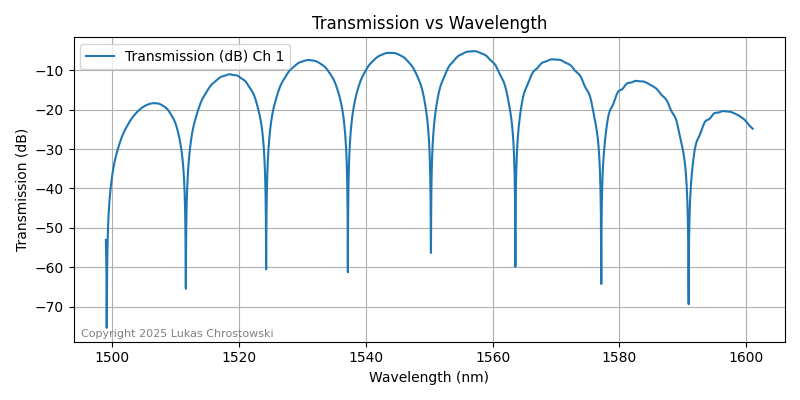 Transmission vs Wavelength
Transmission (dB) Ch 1
Transmission (dB)
−10
−20
−30
−40
−50
−60
−70
Copyright 2025 Lukas Chrostowski
1500 1520 1540 1560 1580 1600
Wavelength (nm)